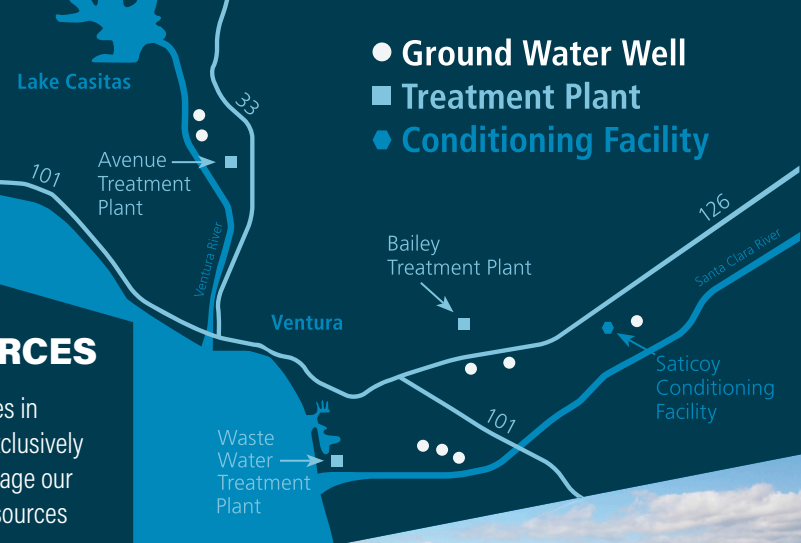 Ground Water Well
Treatment Plant
Conditioning Facility
Lake Casitas
33
Avenue
Treatment
Plant
101
126
Ventura River
Santa Clara River
Bailey
Treatment Plant
Ventura
Saticoy
Conditioning
Facility
101
Waste
Water
Treatment
Plant
RCES
es in
xclusively
age our
sources